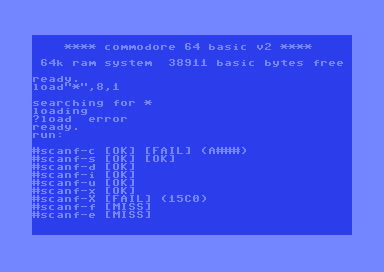 **** commodore 64 basic v2 ****
64k ram system  38911 basic bytes free
ready.
load"*",8,1
searching for *
loading
?load  error
ready.
run:
#scanf-c [OK] [FAIL] (A###)
#scanf-s [OK] [OK]
#scanf-d [OK]
#scanf-i [OK]
#scanf-u [OK]
#scanf-x [OK]
#scanf-X [FAIL] (15C0)
#scanf-f [MISS]
#scanf-e [MISS]